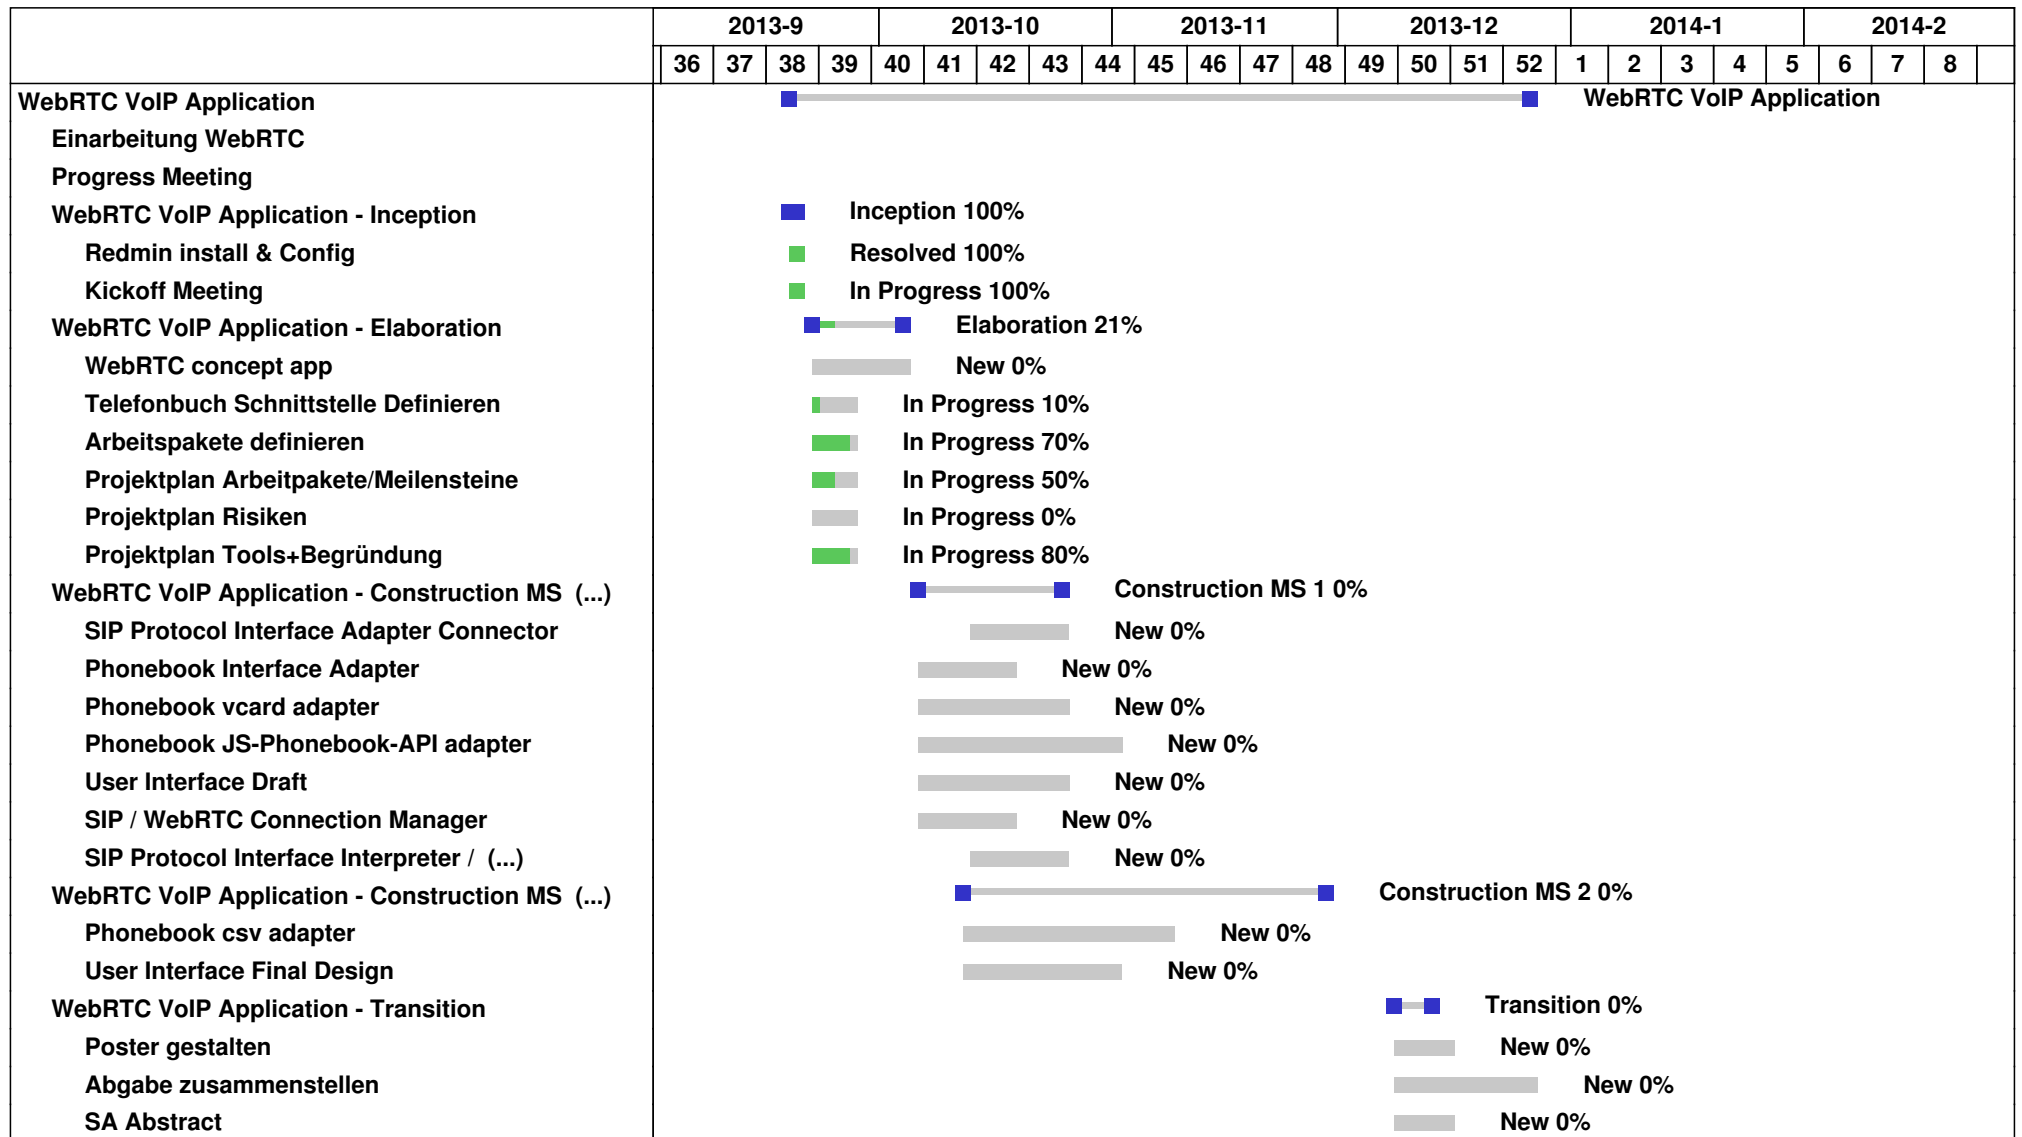 2013-9 2013-10 2013-11 2013-12 2014-1 2014-2
36 37 38 39 40 41 42 43 44 45 46 47 48 49 50 51 52 1 2 3 4 5 6 7 8
WebRTC VoIP Application WebRTC VoIP Application
Einarbeitung WebRTC
Progress Meeting
WebRTC VoIP Application - Inception Inception 100%
Redmin install & Config Resolved 100%
Kickoff Meeting In Progress 100%
WebRTC VoIP Application - Elaboration Elaboration 21%
WebRTC concept app New 0%
Telefonbuch Schnittstelle Definieren In Progress 10%
Arbeitspakete definieren In Progress 70%
Projektplan Arbeitpakete/Meilensteine In Progress 50%
Projektplan Risiken In Progress 0%
Projektplan Tools+Begründung In Progress 80%
WebRTC VoIP Application - Construction MS (...) Construction MS 1 0%
SIP Protocol Interface Adapter Connector New 0%
Phonebook Interface Adapter New 0%
Phonebook vcard adapter New 0%
Phonebook JS-Phonebook-API adapter New 0%
User Interface Draft New 0%
SIP / WebRTC Connection Manager New 0%
SIP Protocol Interface Interpreter / (...) New 0%
WebRTC VoIP Application - Construction MS (...) Construction MS 2 0%
Phonebook csv adapter New 0%
User Interface Final Design New 0%
WebRTC VoIP Application - Transition Transition 0%
Poster gestalten New 0%
Abgabe zusammenstellen New 0%
SA Abstract New 0%